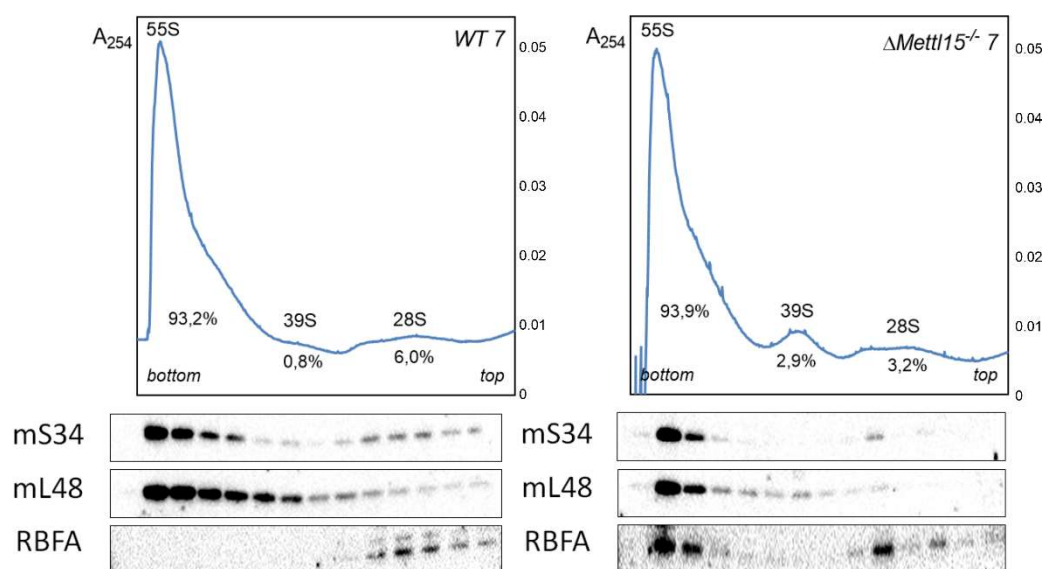 A254 55S WT 7
0.05
0.04
0.03
0.02
93,2% 39S 28S 0.01
0,8% 6,0%
bottom top 0
A254 55S ΔMettl15-/- 7
0.05
0.04
0.03
0.02
93,9% 39S 28S 0.01
2,9% 3,2%
bottom top 0
mS34
mL48
RBFA
mS34
mL48
RBFA